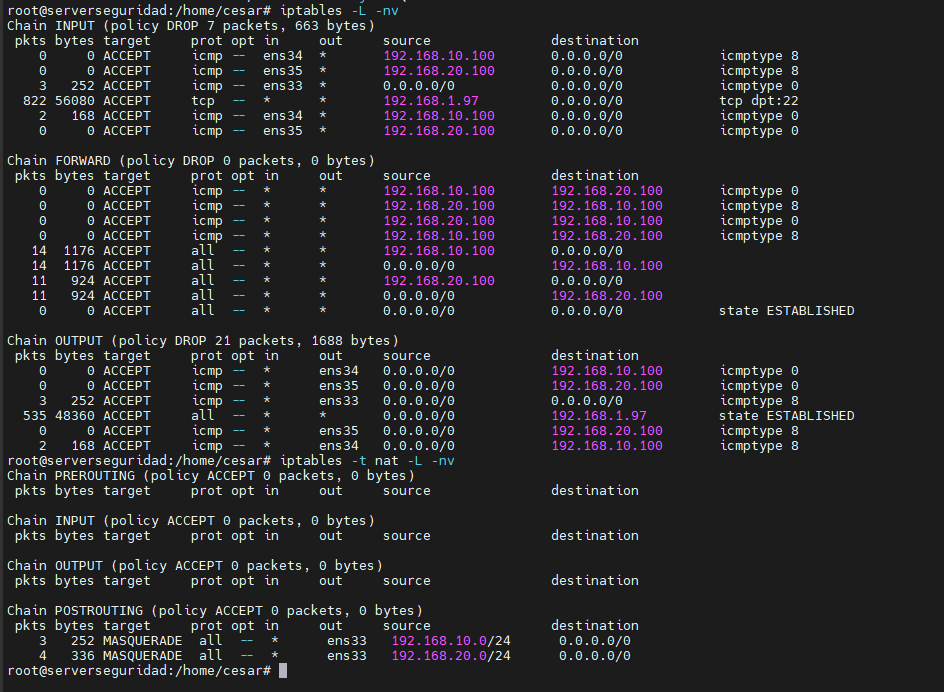 root@serverseguridad:/home/cesar# iptables -L -nv
Chain INPUT (policy DROP 7 packets, 663 bytes)
pkts bytes target prot opt in out source destination
0 0 ACCEPT icmp -- ens34 * 192.168.10.100 0.0.0.0/0 icmptype 8
0 0 ACCEPT icmp -- ens35 * 192.168.20.100 0.0.0.0/0 icmptype 8
3 252 ACCEPT icmp -- ens33 * 0.0.0.0/0 0.0.0.0/0 icmptype 0
822 56080 ACCEPT tcp -- * * 192.168.1.97 0.0.0.0/0 tcp dpt:22
2 168 ACCEPT icmp -- ens34 * 192.168.10.100 0.0.0.0/0 icmptype 0
0 0 ACCEPT icmp -- ens35 * 192.168.20.100 0.0.0.0/0 icmptype 0
Chain FORWARD (policy DROP 0 packets, 0 bytes)
pkts bytes target prot opt in out source destination
0 0 ACCEPT icmp -- * * 192.168.10.100 192.168.20.100 icmptype 0
0 0 ACCEPT icmp -- * * 192.168.10.100 192.168.20.100 icmptype 8
0 0 ACCEPT icmp -- * * 192.168.20.100 192.168.10.100 icmptype 0
0 0 ACCEPT icmp -- * * 192.168.20.100 192.168.10.100 icmptype 8
14 1176 ACCEPT all -- * * 192.168.10.100 0.0.0.0/0
14 1176 ACCEPT all -- * * 0.0.0.0/0 192.168.10.100
11 924 ACCEPT all -- * * 192.168.20.100 0.0.0.0/0
11 924 ACCEPT all -- * * 0.0.0.0/0 192.168.20.100
0 0 ACCEPT all -- * * 0.0.0.0/0 0.0.0.0/0 state ESTABLISHED
Chain OUTPUT (policy DROP 21 packets, 1688 bytes)
pkts bytes target prot opt in out source destination
0 0 ACCEPT icmp -- * ens34 0.0.0.0/0 192.168.10.100 icmptype 0
0 0 ACCEPT icmp -- * ens35 0.0.0.0/0 192.168.20.100 icmptype 0
3 252 ACCEPT icmp -- * ens33 0.0.0.0/0 0.0.0.0/0 icmptype 8
535 48360 ACCEPT all -- * * 0.0.0.0/0 192.168.1.97 state ESTABLISHED
0 0 ACCEPT icmp -- * ens35 0.0.0.0/0 192.168.20.100 icmptype 8
2 168 ACCEPT icmp -- * ens34 0.0.0.0/0 192.168.10.100 icmptype 8
root@serverseguridad:/home/cesar# iptables -t nat -L -nv
Chain PREROUTING (policy ACCEPT 0 packets, 0 bytes)
pkts bytes target prot opt in out source destination
Chain INPUT (policy ACCEPT 0 packets, 0 bytes)
pkts bytes target prot opt in out source destination
Chain OUTPUT (policy ACCEPT 0 packets, 0 bytes)
pkts bytes target prot opt in out source destination
Chain POSTROUTING (policy ACCEPT 0 packets, 0 bytes)
pkts bytes target prot opt in out source destination
3 252 MASQUERADE all -- * ens33 192.168.10.0/24 0.0.0.0/0
4 336 MASQUERADE all -- * ens33 192.168.20.0/24 0.0.0.0/0
root@serverseguridad:/home/cesar#